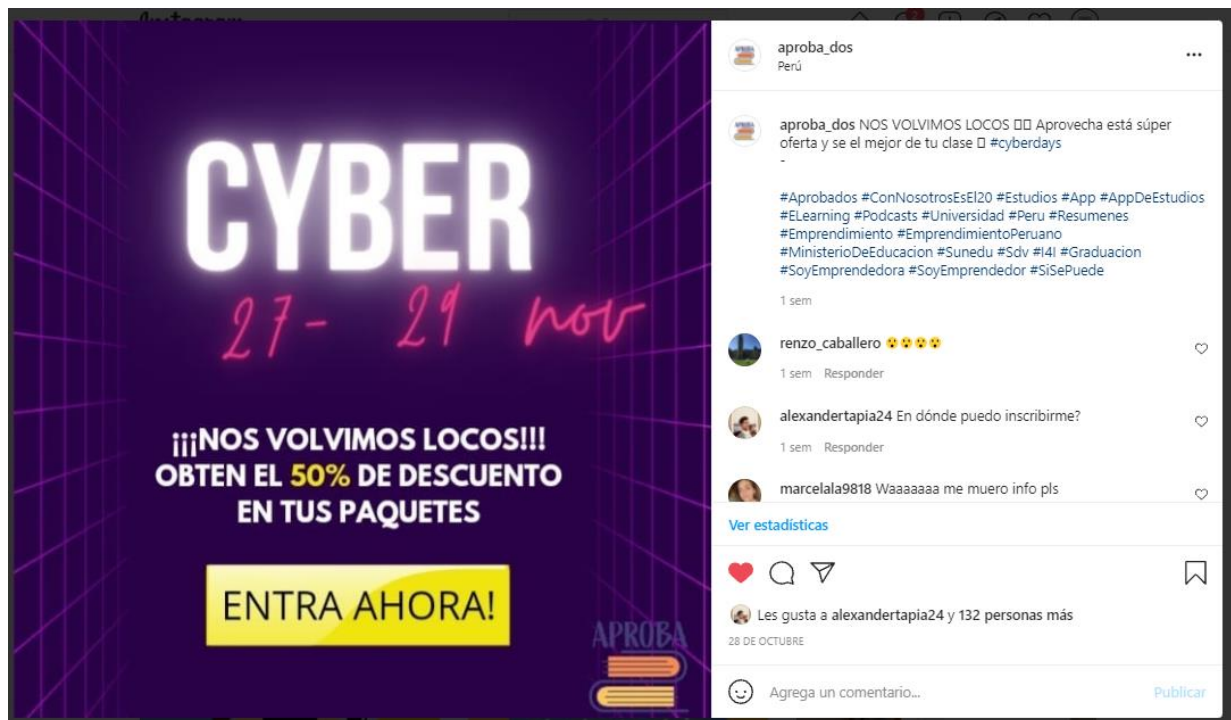 Instagram
CYBER
27 - 29 nov
¡¡¡NOS VOLVIMOS LOCOS!!!
OBTEN EL 50% DE DESCUENTO
EN TUS PAQUETES
ENTRA AHORA!
APROBA
aproba_dos
Perú
aproba_dos NOS VOLVIMOS LOCOS Aprovecha está súper
oferta y se el mejor de tu clase #cyberdays
-
#Aprobados #ConNosotrosEsEl20 #Estudios #App #AppDeEstudios
#ELearning #Podcasts #Universidad #Peru #Resumenes
#Emprendimiento #EmprendimientoPeruano
#MinisterioDeEducacion #Sunedu #Sdv #I4I #Graduacion
#SoyEmprendedora #SoyEmprendedor #SiSePuede
1 sem
renzo_caballero 😯😯😯😯
1 sem Responder
alexandertapia24 En dónde puedo inscribirme?
1 sem Responder
marcelala9818 Waaaaaaa me muero info pls
Ver estadísticas
Les gusta a alexandertapia24 y 132 personas más
28 DE OCTUBRE
Agrega un comentario...
Publicar